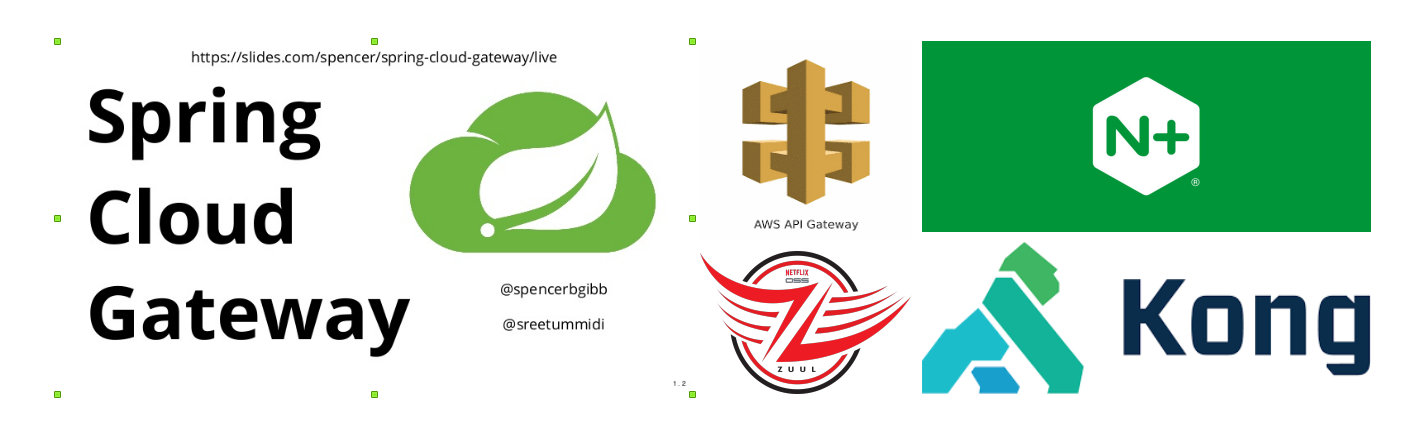 https://slides.com/spencer/spring-cloud-gateway/live
Spring
Cloud
Gateway
@spencerbgibb
@sreetummidi
1.2
AWS API Gateway
N+
®
NETFLIX
OSS
ZUUL
Kong